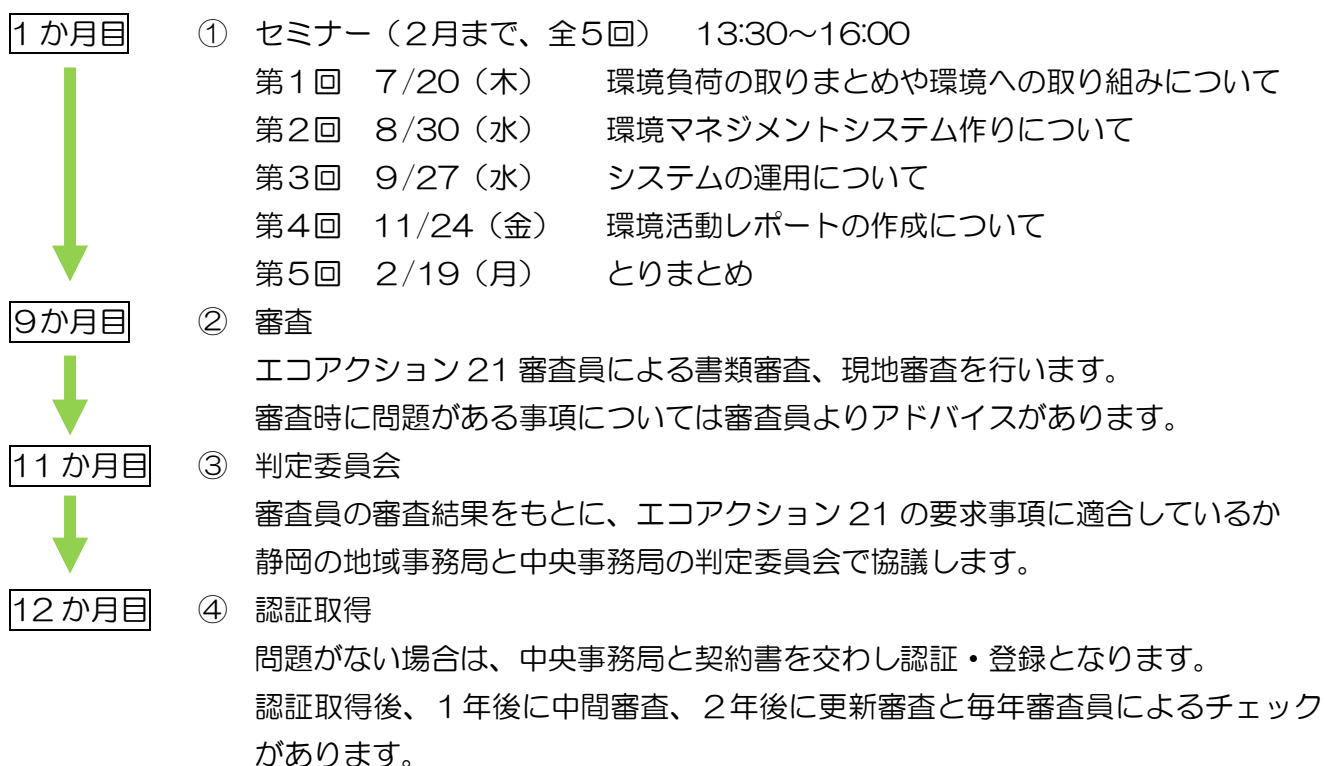 1か月目 ① セミナー（２月まで、全５回） 13:30～16:00
第１回 ７/20（木） 環境負荷の取りまとめや環境への取り組みについて
第２回 ８/30（水） 環境マネジメントシステム作りについて
第３回 ９/27（水） システムの運用について
第４回 11/24（金） 環境活動レポートの作成について
第５回 ２/19（月） とりまとめ
９か月目 ② 審査
エコアクション 21 審査員による書類審査、現地審査を行います。
審査時に問題がある事項については審査員よりアドバイスがあります。
11 か月目 ③ 判定委員会
審査員の審査結果をもとに、エコアクション 21 の要求事項に適合しているか
静岡の地域事務局と中央事務局の判定委員会で協議します。
12 か月目 ④ 認証取得
問題がない場合は、中央事務局と契約書を交わし認証・登録となります。
認証取得後、１年後に中間審査、２年後に更新審査と毎年審査員によるチェック
があります。